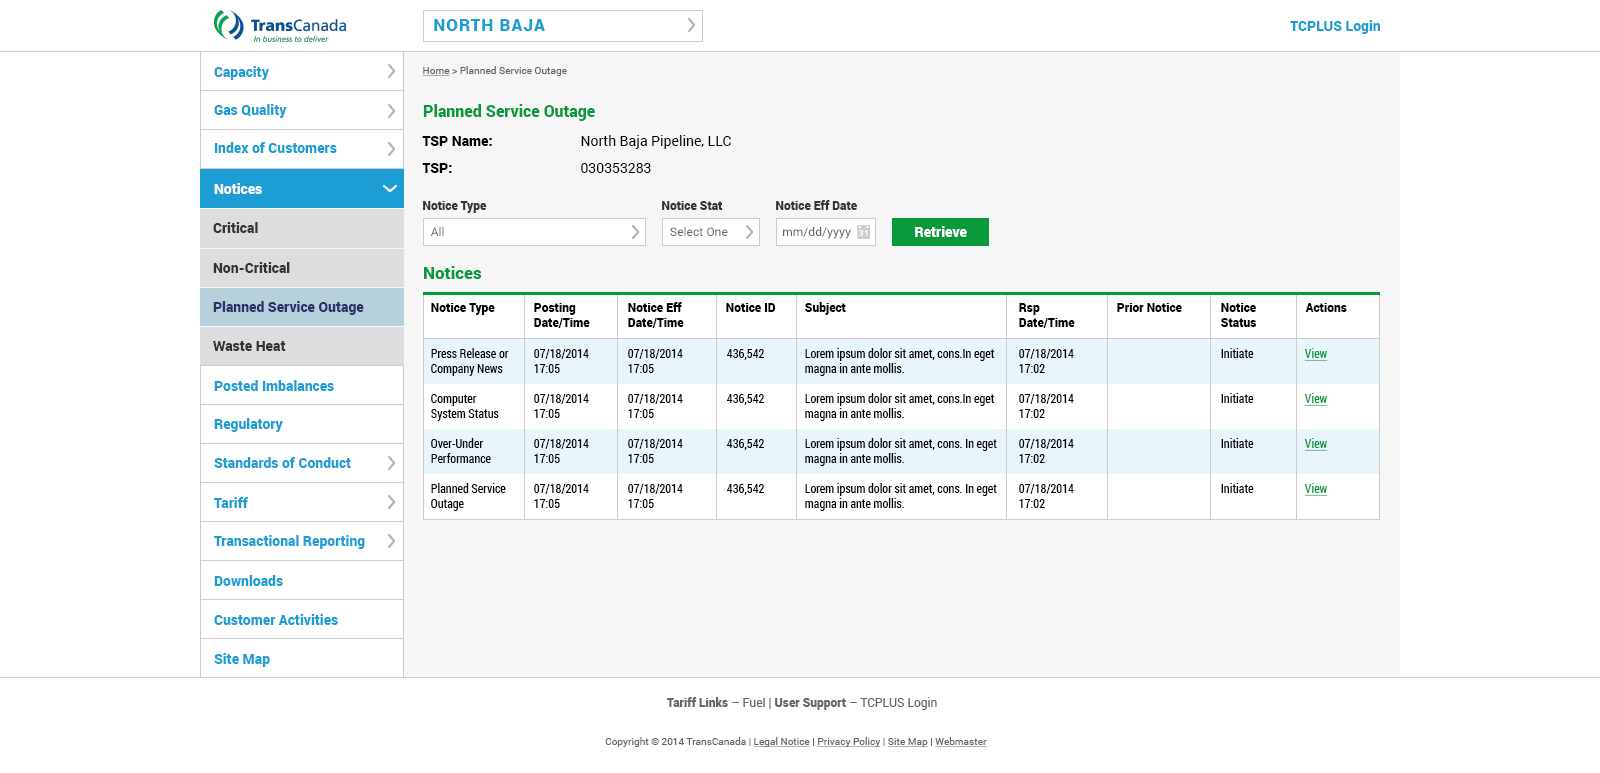 TransCanada
In business to deliver
NORTH BAJA
TCPLUS Login
Capacity
Gas Quality
Index of Customers
Notices
Critical
Non-Critical
Planned Service Outage
Waste Heat
Posted Imbalances
Regulatory
Standards of Conduct
Tariff
Transactional Reporting
Downloads
Customer Activities
Site Map
Home > Planned Service Outage
Planned Service Outage
TSP Name: North Baja Pipeline, LLC
TSP: 030353283
Notice Type Notice Stat Notice Eff Date
All Select One mm/dd/yyyy 31 Retrieve
Notices
Notice Type Posting Notice Eff Notice ID Subject Rsp Prior Notice Notice Actions
Date/Time Date/Time Date/Time Status
Press Release or 07/18/2014 07/18/2014 436,542 Lorem ipsum dolor sit amet, cons.In eget 07/18/2014 Initiate View
Company News 17:05 17:05 magna in ante mollis. 17:02
Computer 07/18/2014 07/18/2014 436,542 Lorem ipsum dolor sit amet, cons.In eget 07/18/2014 Initiate View
System Status 17:05 17:05 magna in ante mollis. 17:02
Over-Under 07/18/2014 07/18/2014 436,542 Lorem ipsum dolor sit amet, cons. In eget 07/18/2014 Initiate View
Performance 17:05 17:05 magna in ante mollis. 17:02
Planned Service 07/18/2014 07/18/2014 436,542 Lorem ipsum dolor sit amet, cons. In eget 07/18/2014 Initiate View
Outage 17:05 17:05 magna in ante mollis. 17:02
Tariff Links – Fuel | User Support – TCPLUS Login
Copyright © 2014 TransCanada | Legal Notice | Privacy Policy | Site Map | Webmaster